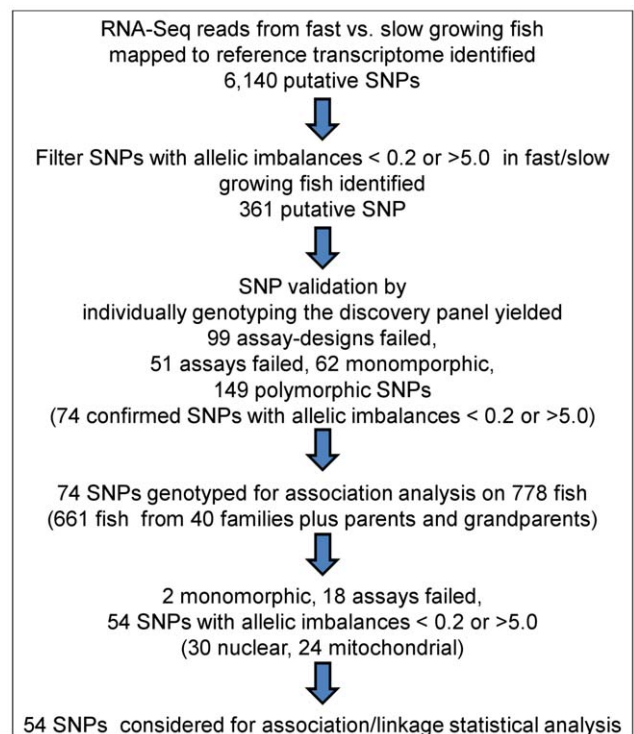 RNA-Seq reads from fast vs. slow growing fish
mapped to reference transcriptome identified
6,140 putative SNPs
Filter SNPs with allelic imbalances < 0.2 or >5.0 in fast/slow
growing fish identified
361 putative SNP
SNP validation by
individually genotyping the discovery panel yielded
99 assay-designs failed,
51 assays failed, 62 monomporphic,
149 polymorphic SNPs
(74 confirmed SNPs with allelic imbalances < 0.2 or >5.0)
74 SNPs genotyped for association analysis on 778 fish
(661 fish from 40 families plus parents and grandparents)
2 monomorphic, 18 assays failed,
54 SNPs with allelic imbalances < 0.2 or >5.0
(30 nuclear, 24 mitochondrial)
54 SNPs considered for association/linkage statistical analysis